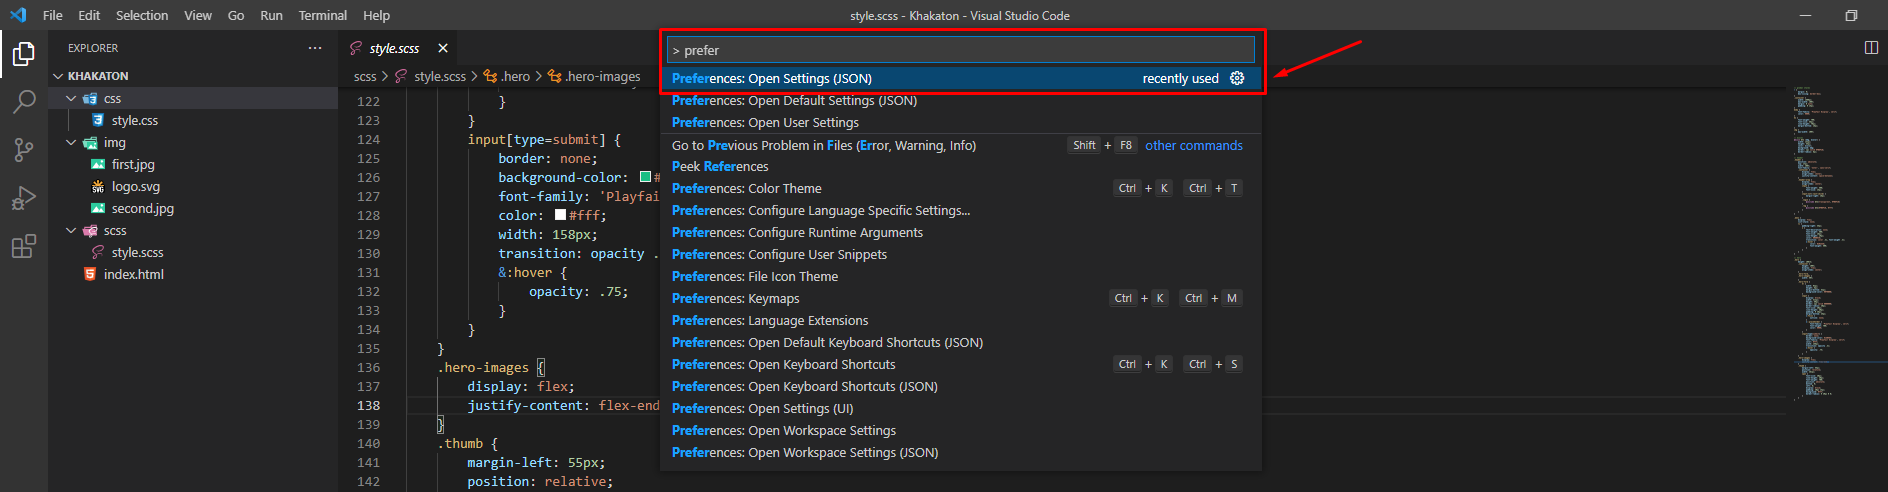 File Edit Selection View Go Run Terminal Help
style.scss - Khakaton - Visual Studio Code
EXPLORER ···
KHAKATON
css
style.css
img
first.jpg
logo.svg
second.jpg
scss
style.scss
index.html
style.scss
scss > style.scss > .hero > .hero-images
122 }
123 }
124 input[type=submit] {
125 border: none;
126 background-color: #
127 font-family: 'Playfai
128 color: #fff;
129 width: 158px;
130 transition: opacity .
131 &:hover {
132 opacity: .75;
133 }
134 }
135 }
136 .hero-images {
137 display: flex;
138 justify-content: flex-end
139 }
140 .thumb {
141 margin-left: 55px;
142 position: relative;
> prefer
Preferences: Open Settings (JSON) recently used
Preferences: Open Default Settings (JSON)
Preferences: Open User Settings
Go to Previous Problem in Files (Error, Warning, Info) Shift + F8 other commands
Peek References
Preferences: Color Theme Ctrl + K Ctrl + T
Preferences: Configure Language Specific Settings...
Preferences: Configure Runtime Arguments
Preferences: Configure User Snippets
Preferences: File Icon Theme
Preferences: Keymaps Ctrl + K Ctrl + M
Preferences: Language Extensions
Preferences: Open Default Keyboard Shortcuts (JSON)
Preferences: Open Keyboard Shortcuts Ctrl + K Ctrl + S
Preferences: Open Keyboard Shortcuts (JSON)
Preferences: Open Settings (UI)
Preferences: Open Workspace Settings
Preferences: Open Workspace Settings (JSON)